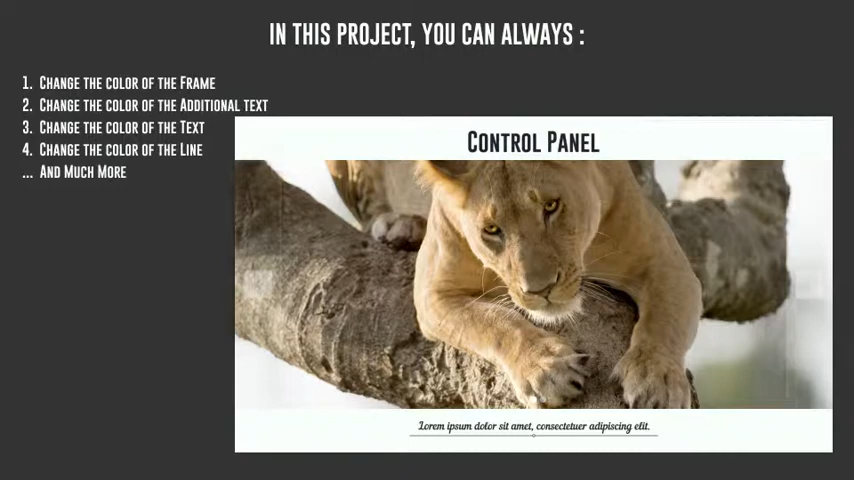 IN THIS PROJECT, YOU CAN ALWAYS :
1. CHANGE THE COLOR OF THE FRAME
2. CHANGE THE COLOR OF THE ADDITIONAL TEXT
3. CHANGE THE COLOR OF THE TEXT
4. CHANGE THE COLOR OF THE LINE
... AND MUCH MORE
CONTROL PANEL
Lorem ipsum dolor sit amet, consectetuer adipiscing elit.